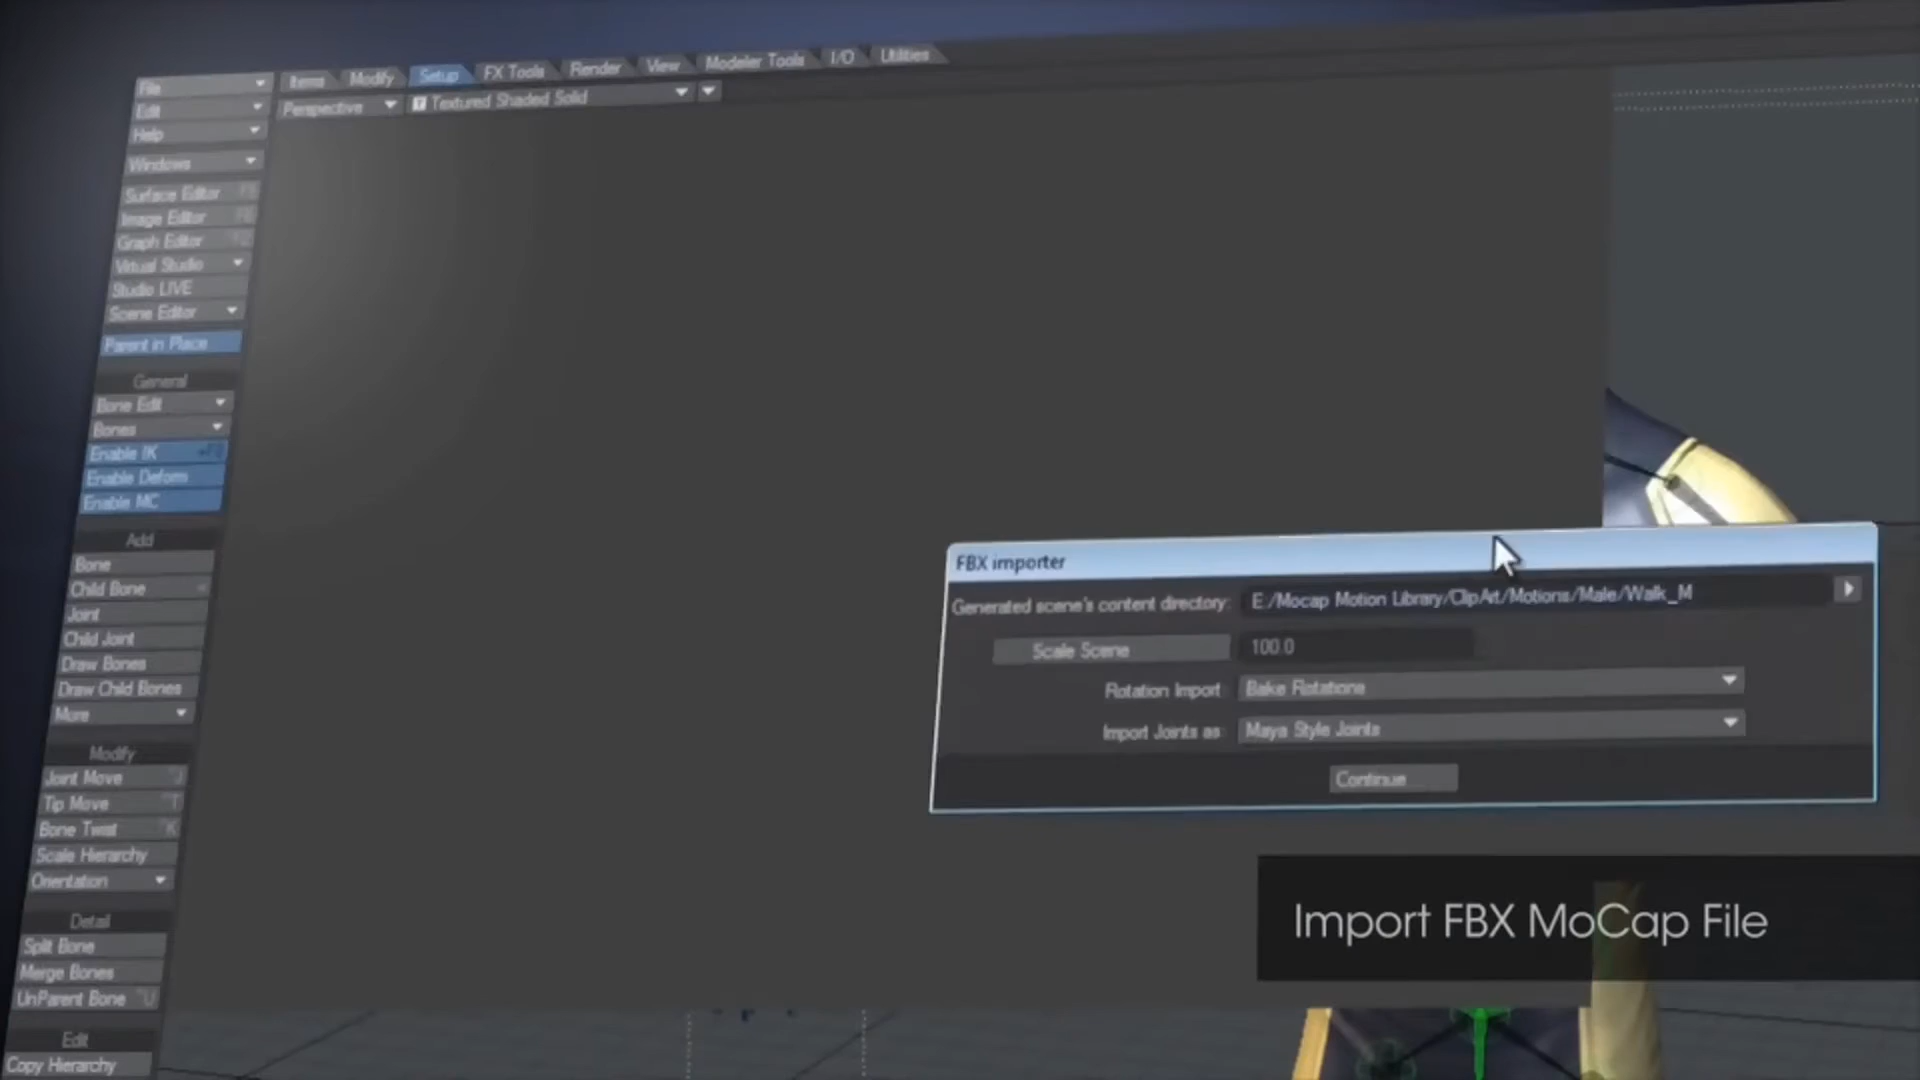 File
Items
Modify
Setup
FX Tools
Render
View
Modeler Tools
I/O
Utilities
Edit
Perspective
Textured Shaded Solid
Help
Windows
Surface Editor
Image Editor
Graph Editor
Virtual Studio
Studio LIVE
Scene Editor
Parent in Place
General
Bone Edit
Bones
Enable IK
Enable Deform
Enable MC
Add
Bone
Child Bone
Joint
Child Joint
Draw Bones
Draw Child Bones
More
Modify
Joint Move
Tip Move
Bone Twist
Scale Hierarchy
Orientation
Detail
Split Bone
Merge Bones
UnParent Bone
Edit
Copy Hierarchy
FBX importer
Generated scene's content directory: E:/Mocap Motion Library/ClipArt/Motions/Male/Walk_M
Scale Scene 100.0
Rotation Import Bake Rotations
Import Joints as: Maya Style Joints
Continue
Import FBX MoCap File